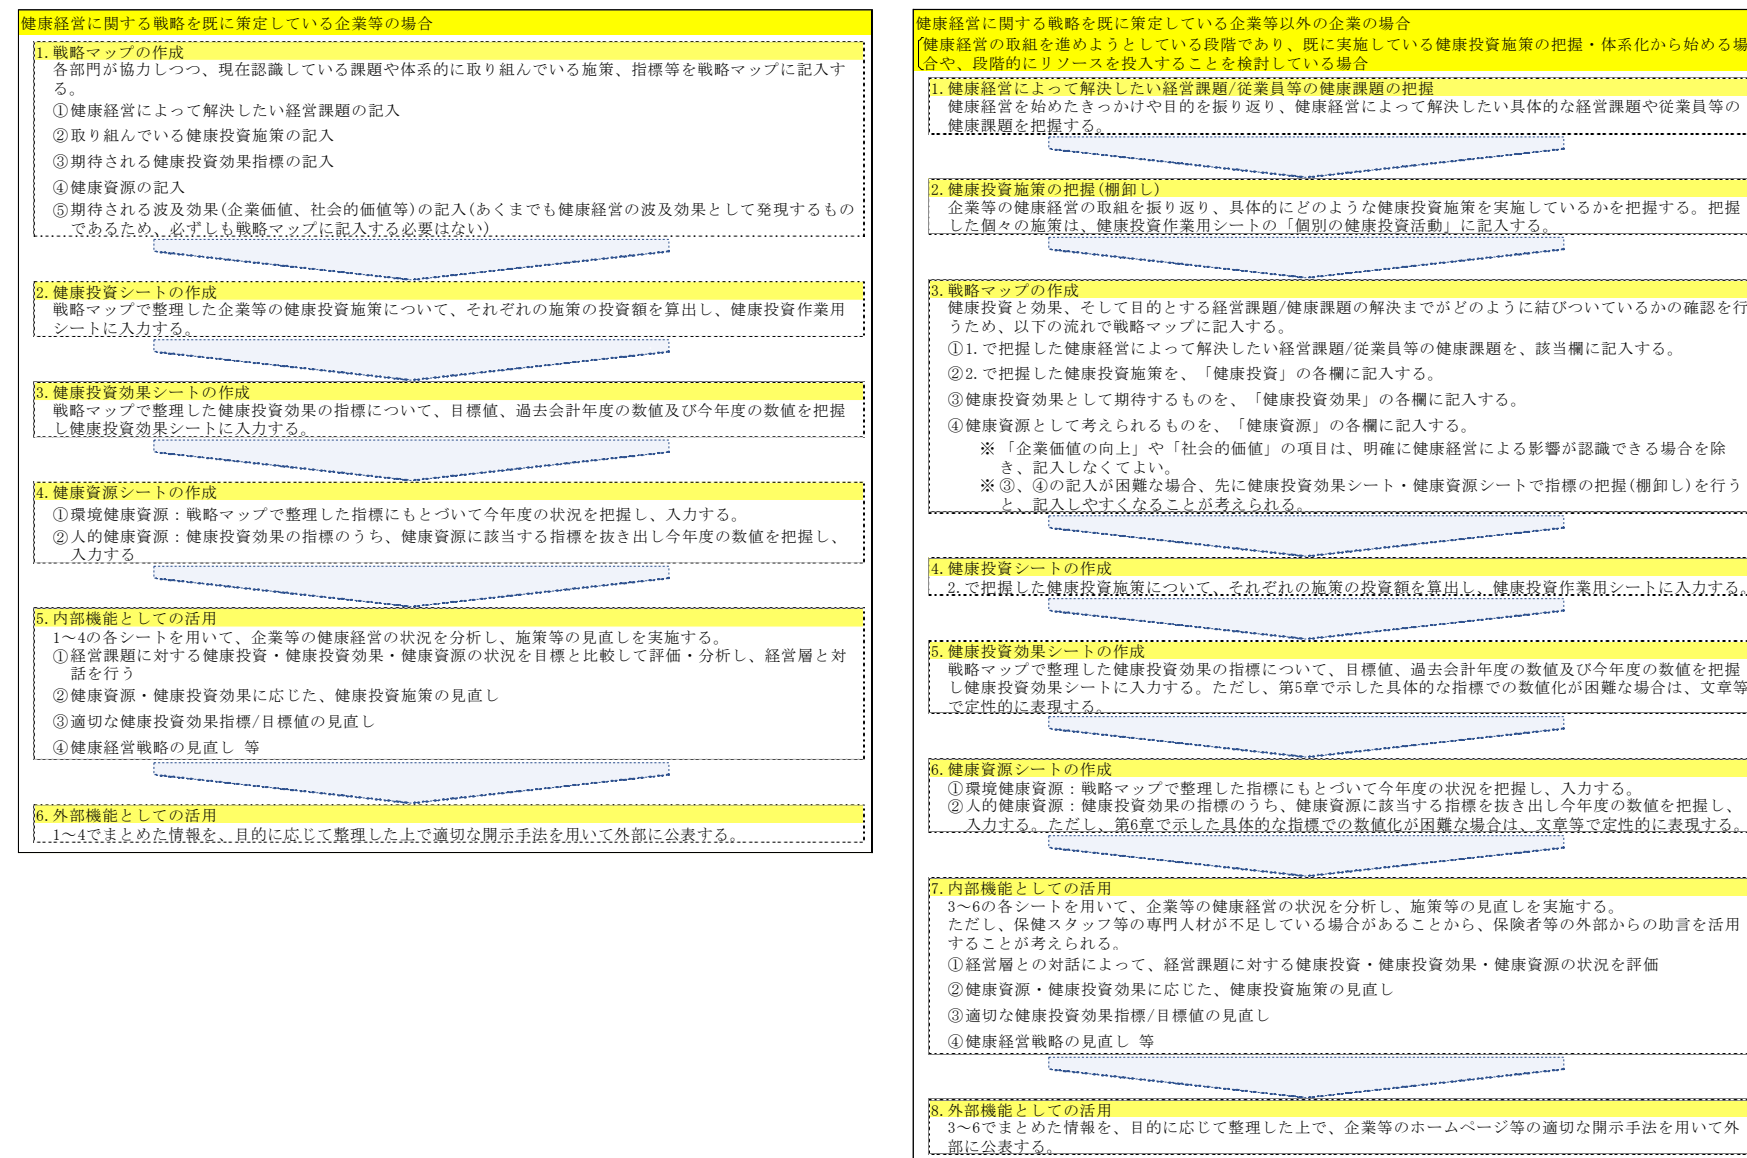 健康経営に関する戦略を既に策定している企業等の場合
1.戦略マップの作成
各部門が協力しつつ、現在認識している課題や体系的に取り組んでいる施策、指標等を戦略マップに記入す
る。
①健康経営によって解決したい経営課題の記入
②取り組んでいる健康投資施策の記入
③期待される健康投資効果指標の記入
④健康資源の記入
⑤期待される波及効果(企業価値、社会的価値等)の記入(あくまでも健康経営の波及効果として発現するもの
であるため、必ずしも戦略マップに記入する必要はない)
2.健康投資シートの作成
戦略マップで整理した企業等の健康投資施策について、それぞれの施策の投資額を算出し、健康投資作業用
シートに入力する。
3.健康投資効果シートの作成
戦略マップで整理した健康投資効果の指標について、目標値、過去会計年度の数値及び今年度の数値を把握
し健康投資効果シートに入力する。
4.健康資源シートの作成
①環境健康資源：戦略マップで整理した指標にもとづいて今年度の状況を把握し、入力する。
②人的健康資源：健康投資効果の指標のうち、健康資源に該当する指標を抜き出し今年度の数値を把握し、
入力する
5.内部機能としての活用
1～4の各シートを用いて、企業等の健康経営の状況を分析し、施策等の見直しを実施する。
①経営課題に対する健康投資・健康投資効果・健康資源の状況を目標と比較して評価・分析し、経営層と対
話を行う
②健康資源・健康投資効果に応じた、健康投資施策の見直し
③適切な健康投資効果指標/目標値の見直し
④健康経営戦略の見直し 等
6.外部機能としての活用
1～4でまとめた情報を、目的に応じて整理した上で適切な開示手法を用いて外部に公表する。
健康経営に関する戦略を既に策定している企業等以外の企業の場合
健康経営の取組を進めようとしている段階であり、既に実施している健康投資施策の把握・体系化から始める場
合や、段階的にリソースを投入することを検討している場合
1.健康経営によって解決したい経営課題/従業員等の健康課題の把握
健康経営を始めたきっかけや目的を振り返り、健康経営によって解決したい具体的な経営課題や従業員等の
健康課題を把握する。
2.健康投資施策の把握(棚卸し)
企業等の健康経営の取組を振り返り、具体的にどのような健康投資施策を実施しているかを把握する。把握
した個々の施策は、健康投資作業用シートの「個別の健康投資活動」に記入する。
3.戦略マップの作成
健康投資と効果、そして目的とする経営課題/健康課題の解決までがどのように結びついているかの確認を行
うため、以下の流れで戦略マップに記入する。
①1.で把握した健康経営によって解決したい経営課題/従業員等の健康課題を、該当欄に記入する。
②2.で把握した健康投資施策を、「健康投資」の各欄に記入する。
③健康投資効果として期待するものを、「健康投資効果」の各欄に記入する。
④健康資源として考えられるものを、「健康資源」の各欄に記入する。
※「企業価値の向上」や「社会的価値」の項目は、明確に健康経営による影響が認識できる場合を除
き、記入しなくてよい。
※③、④の記入が困難な場合、先に健康投資効果シート・健康資源シートで指標の把握(棚卸し)を行う
と、記入しやすくなることが考えられる。
4.健康投資シートの作成
2.で把握した健康投資施策について、それぞれの施策の投資額を算出し、健康投資作業用シートに入力する。
5.健康投資効果シートの作成
戦略マップで整理した健康投資効果の指標について、目標値、過去会計年度の数値及び今年度の数値を把握
し健康投資効果シートに入力する。ただし、第5章で示した具体的な指標での数値化が困難な場合は、文章等
で定性的に表現する。
6.健康資源シートの作成
①環境健康資源：戦略マップで整理した指標にもとづいて今年度の状況を把握し、入力する。
②人的健康資源：健康投資効果の指標のうち、健康資源に該当する指標を抜き出し今年度の数値を把握し、
入力する。ただし、第6章で示した具体的な指標での数値化が困難な場合は、文章等で定性的に表現する。
7.内部機能としての活用
3～6の各シートを用いて、企業等の健康経営の状況を分析し、施策等の見直しを実施する。
ただし、保健スタッフ等の専門人材が不足している場合があることから、保険者等の外部からの助言を活用
することが考えられる。
①経営層との対話によって、経営課題に対する健康投資・健康投資効果・健康資源の状況を評価
②健康資源・健康投資効果に応じた、健康投資施策の見直し
③適切な健康投資効果指標/目標値の見直し
④健康経営戦略の見直し 等
8.外部機能としての活用
3～6でまとめた情報を、目的に応じて整理した上で、企業等のホームページ等の適切な開示手法を用いて外
部に公表する。